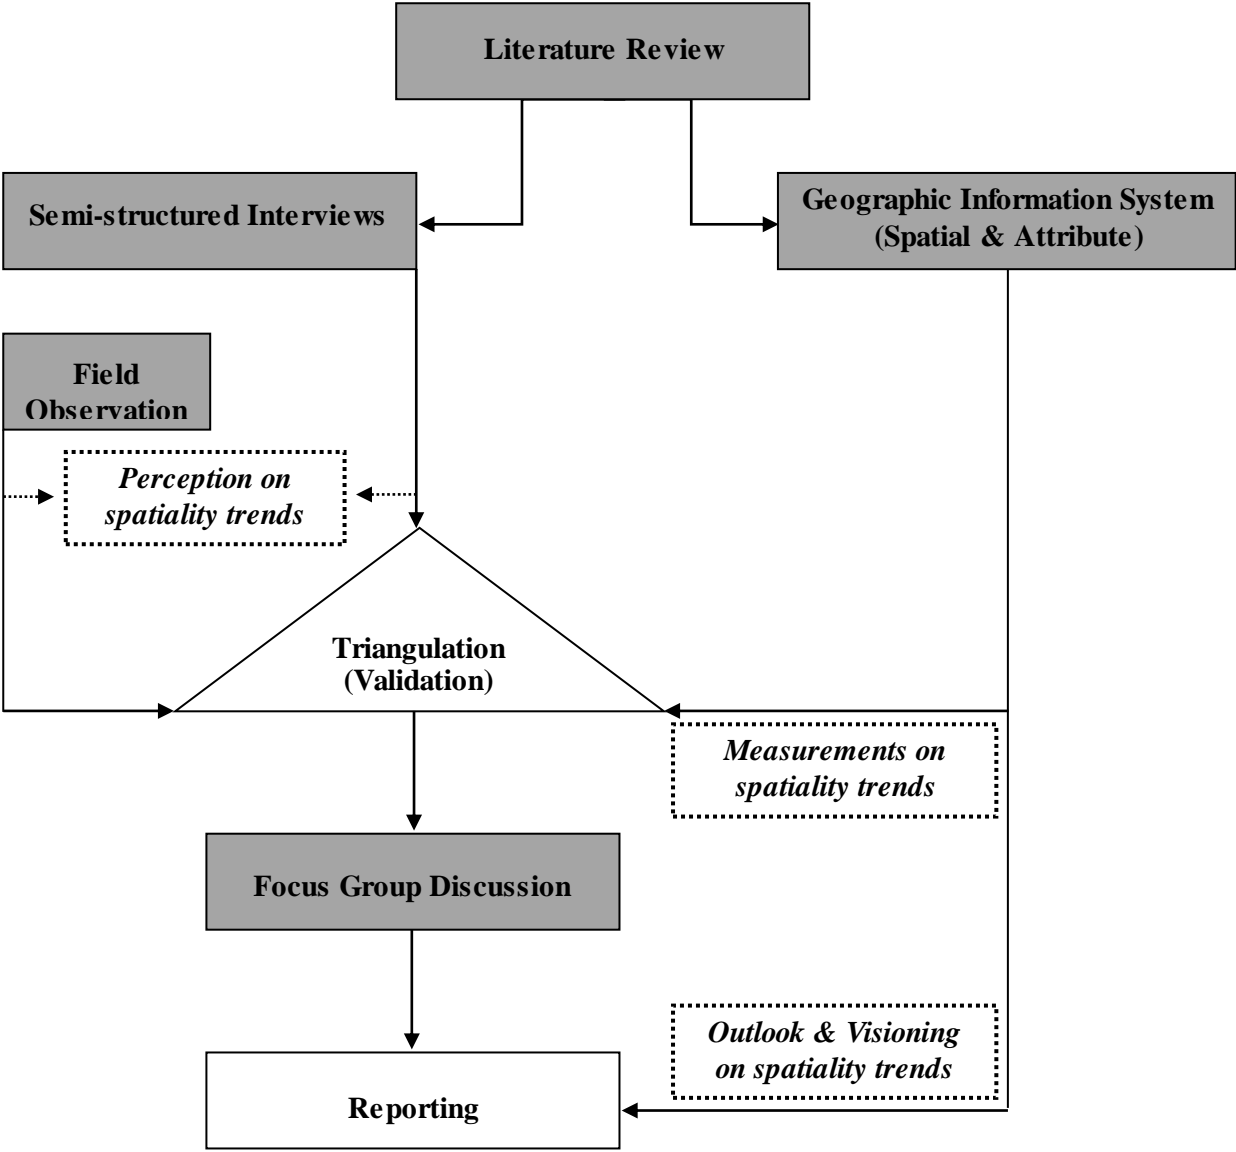 Literature Review
Semi-structured Interviews
Geographic Information System
(Spatial & Attribute)
Field
Observation
Perception on
spatiality trends
Triangulation
(Validation)
Measurements on
spatiality trends
Focus Group Discussion
Outlook & Visioning
on spatiality trends
Reporting